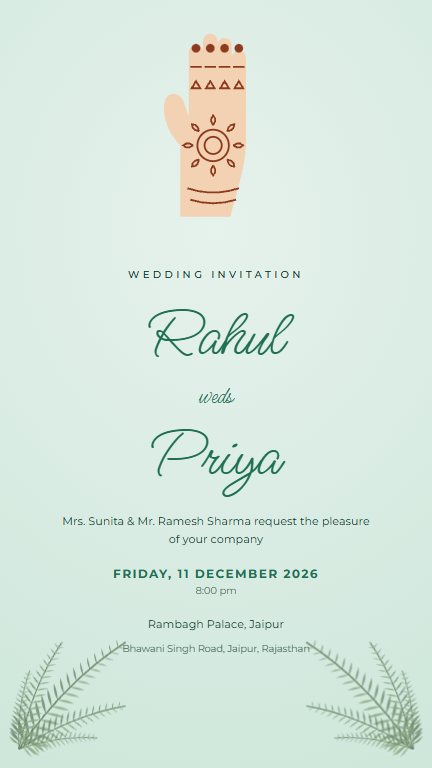 WEDDING INVITATION
Rahul
weds
Priya
Mrs. Sunita & Mr. Ramesh Sharma request the pleasure
of your company
FRIDAY, 11 DECEMBER 2026
8:00 pm
Rambagh Palace, Jaipur
Bhawani Singh Road, Jaipur, Rajasthan